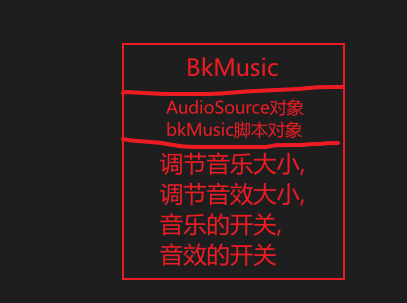 BkMusic
AudioSource对象
bkMusic脚本对象
调节音乐大小,
调节音效大小,
音乐的开关,
音效的开关